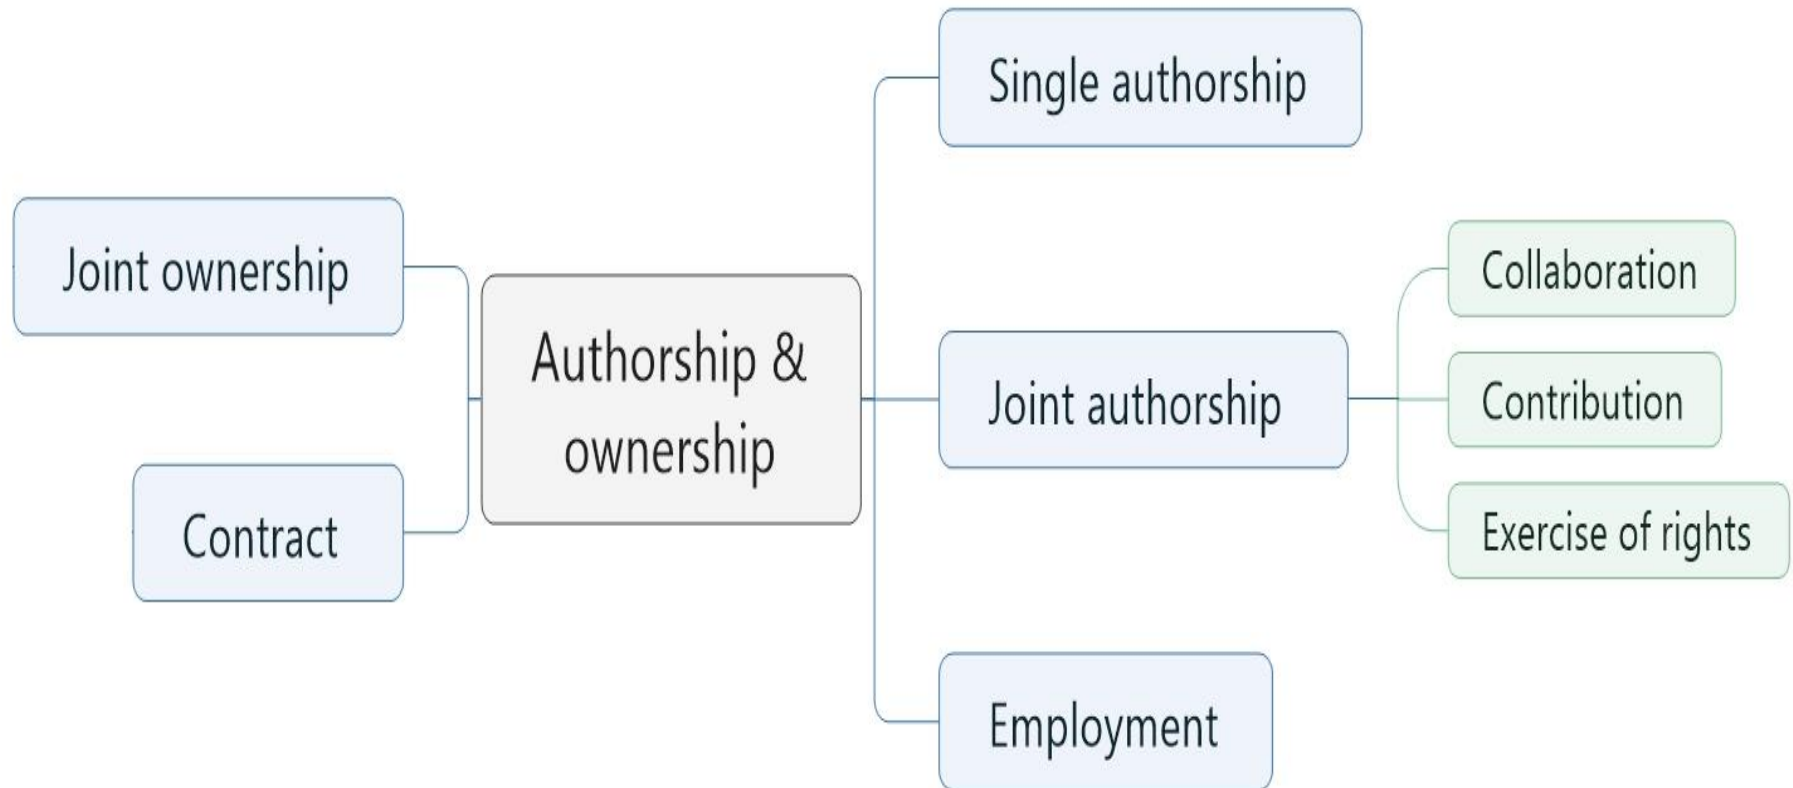 Single authorship
Joint ownership
Authorship &
ownership
Joint authorship
Collaboration
Contribution
Exercise of rights
Contract
Employment